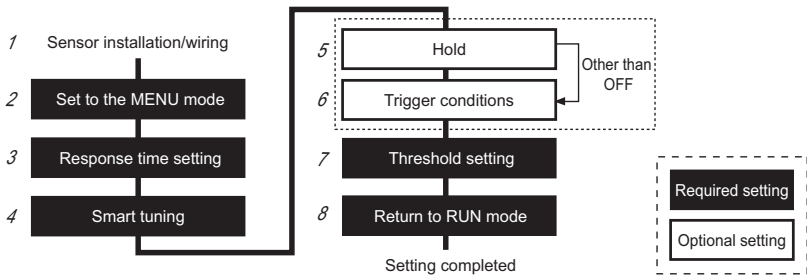 1 Sensor installation/wiring
2 Set to the MENU mode
3 Response time setting
4 Smart tuning
5 Hold
Other than
OFF
6 Trigger conditions
7 Threshold setting
8 Return to RUN mode
Setting completed
Required setting
Optional setting